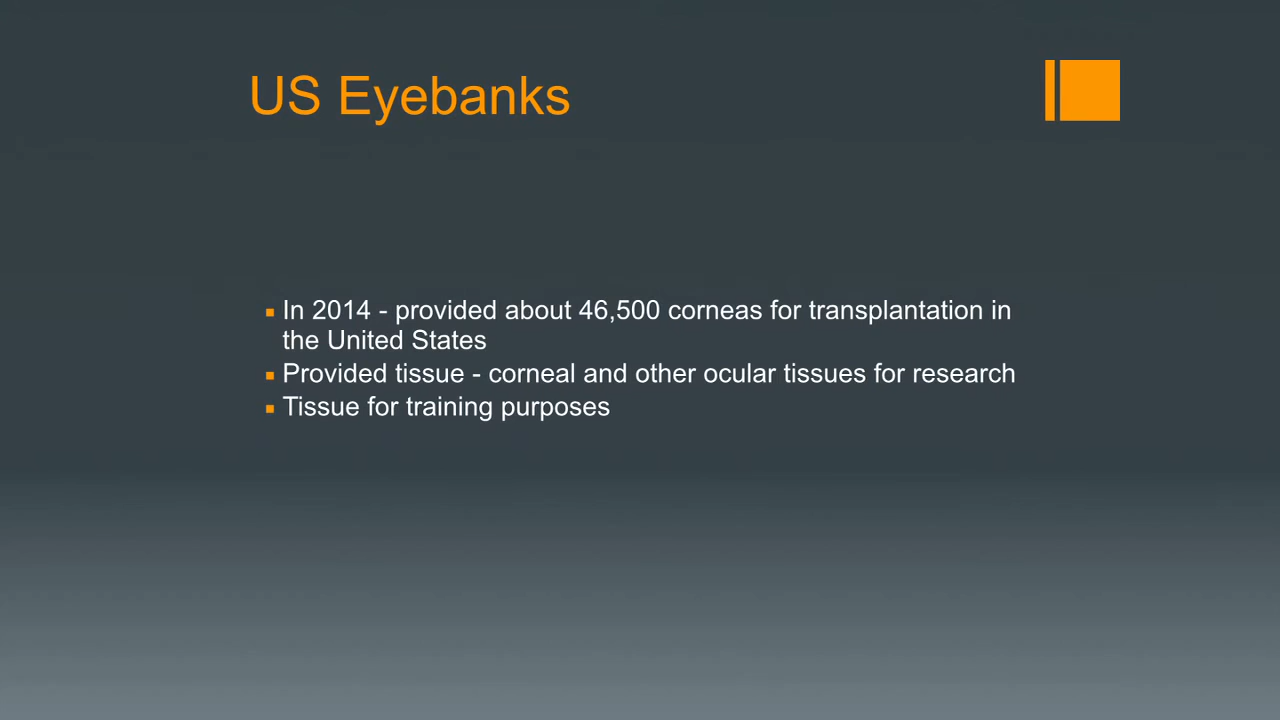 US Eyebanks
In 2014 - provided about 46,500 corneas for transplantation in
the United States
Provided tissue - corneal and other ocular tissues for research
Tissue for training purposes